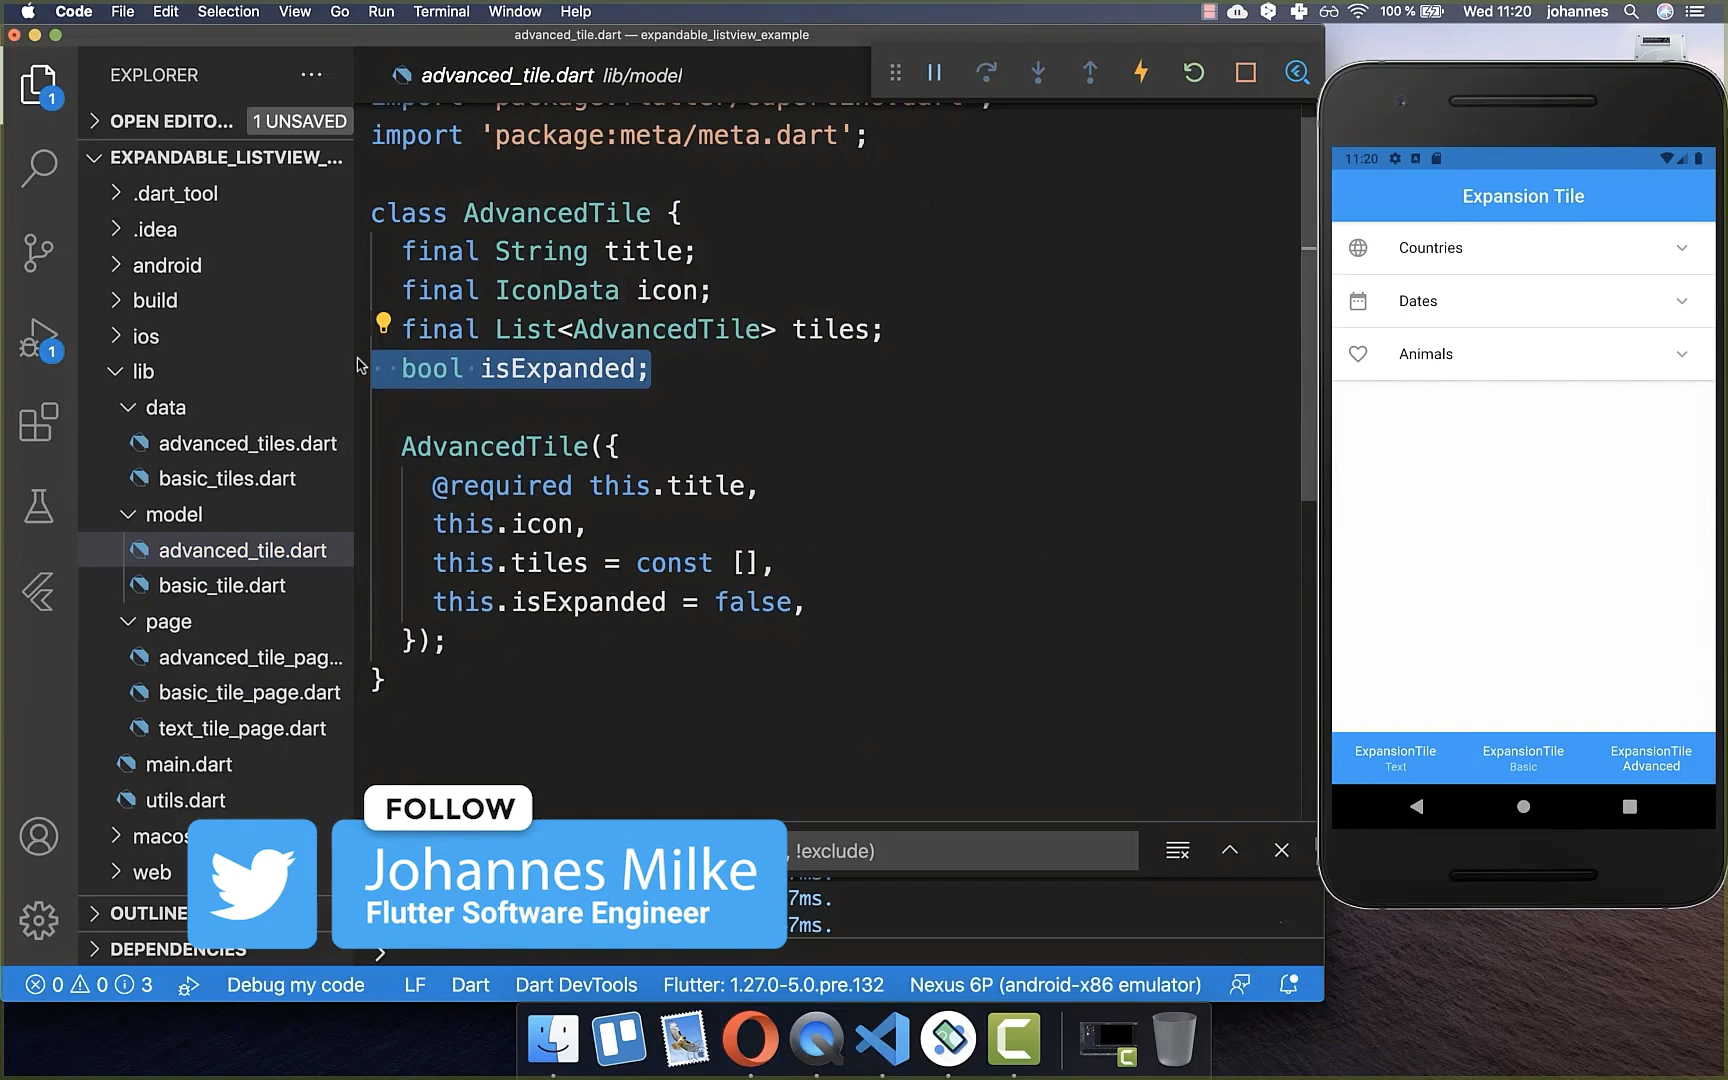 Code File Edit Selection View Go Run Terminal Window Help
100 % Wed 11:20 johannes
advanced_tile.dart — expandable_listview_example
EXPLORER
OPEN EDITO... 1 UNSAVED
EXPANDABLE_LISTVIEW_...
.dart_tool
.idea
android
build
ios
lib
data
advanced_tiles.dart
basic_tiles.dart
model
advanced_tile.dart
basic_tile.dart
page
advanced_tile_pag...
basic_tile_page.dart
text_tile_page.dart
main.dart
utils.dart
macos
web
OUTLINE
DEPENDENCIES
1
1
advanced_tile.dart lib/model
import 'package:meta/meta.dart';
class AdvancedTile {
final String title;
final IconData icon;
final List<AdvancedTile> tiles;
bool isExpanded;
AdvancedTile({
@required this.title,
this.icon,
this.tiles = const [],
this.isExpanded = false,
});
}
, !exclude)
7ms.
7ms.
FOLLOW
Johannes Milke
Flutter Software Engineer
0 0 3 Debug my code LF Dart Dart DevTools Flutter: 1.27.0-5.0.pre.132 Nexus 6P (android-x86 emulator)
11:20
Expansion Tile
Countries
Dates
Animals
ExpansionTile
Text
ExpansionTile
Basic
ExpansionTile
Advanced